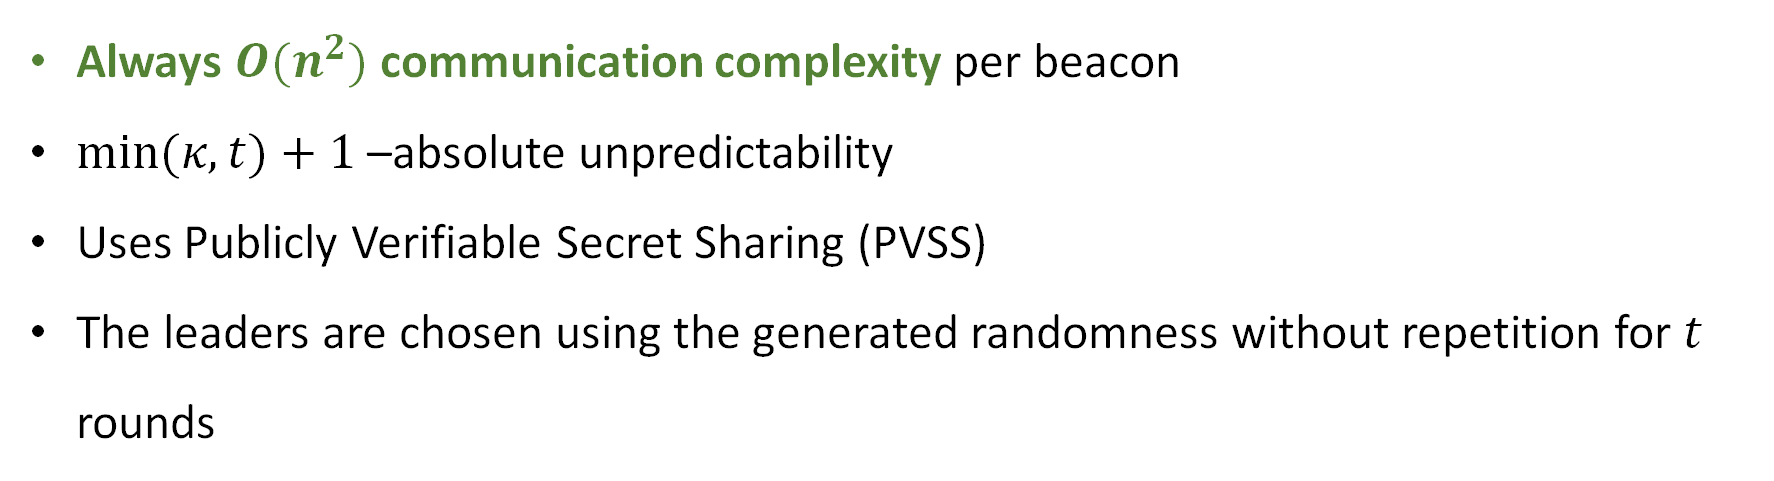 • Always O(n²) communication complexity per beacon
• min(κ, t) + 1 –absolute unpredictability
• Uses Publicly Verifiable Secret Sharing (PVSS)
• The leaders are chosen using the generated randomness without repetition for t
rounds